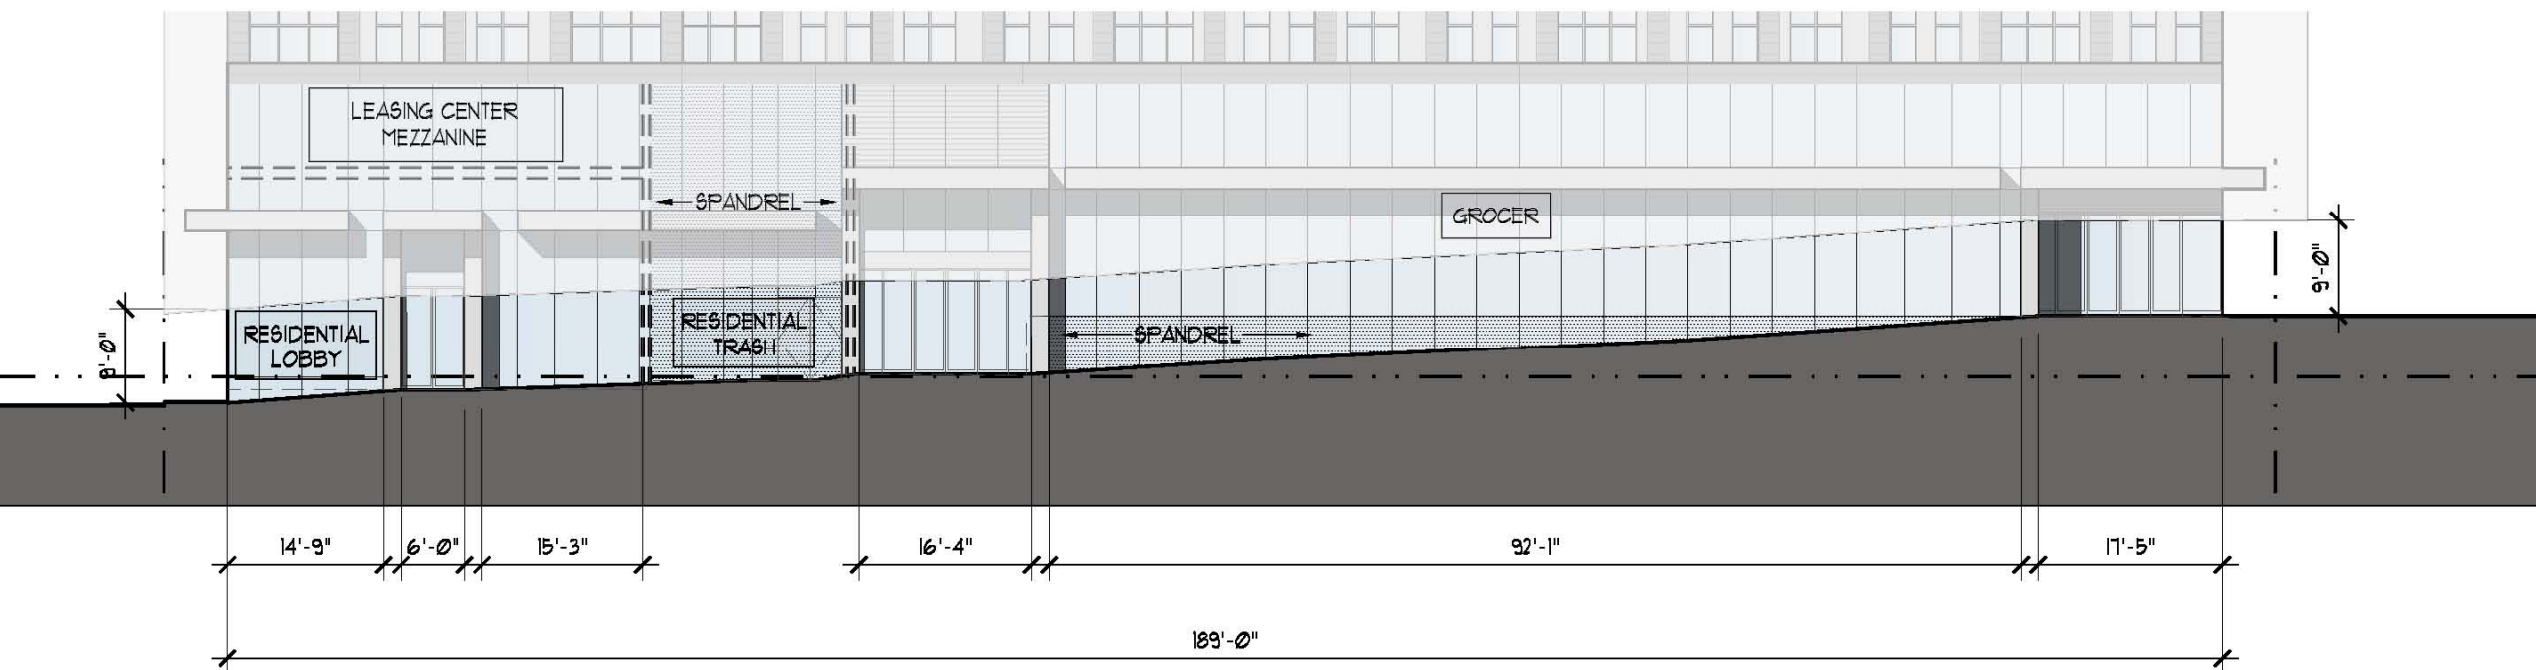 LEASING CENTER
MEZZANINE
SPANDREL
GROCER
9'-0"
RESIDENTIAL
LOBBY
RESIDENTIAL
TRASH
SPANDREL
9'-0"
14'-9"
6'-0"
15'-3"
16'-4"
92'-1"
17'-5"
189'-0"